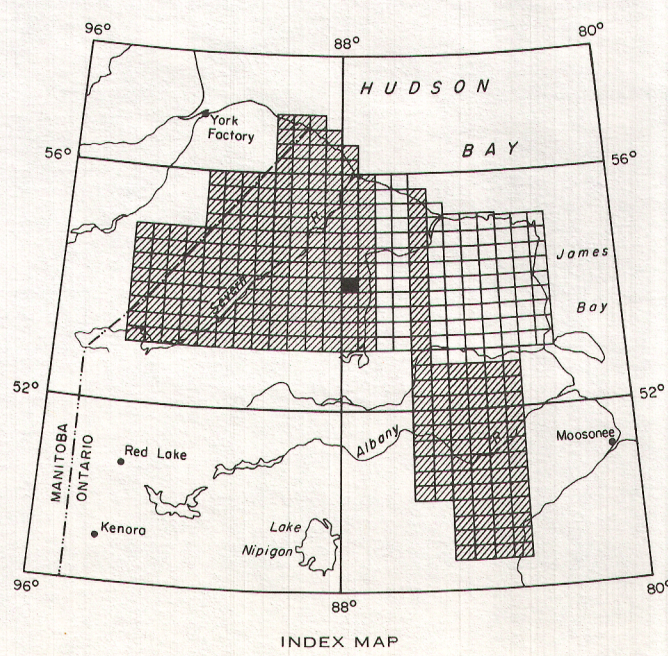 96°
88°
80°
HUDSON
BAY
York
Factory
56°
56°
Severn
R.
James
Bay
52°
52°
MANITOBA
ONTARIO
Red Lake
Albany
R.
Moosonee
Kenora
Lake
Nipigon
96°
88°
80°
INDEX MAP